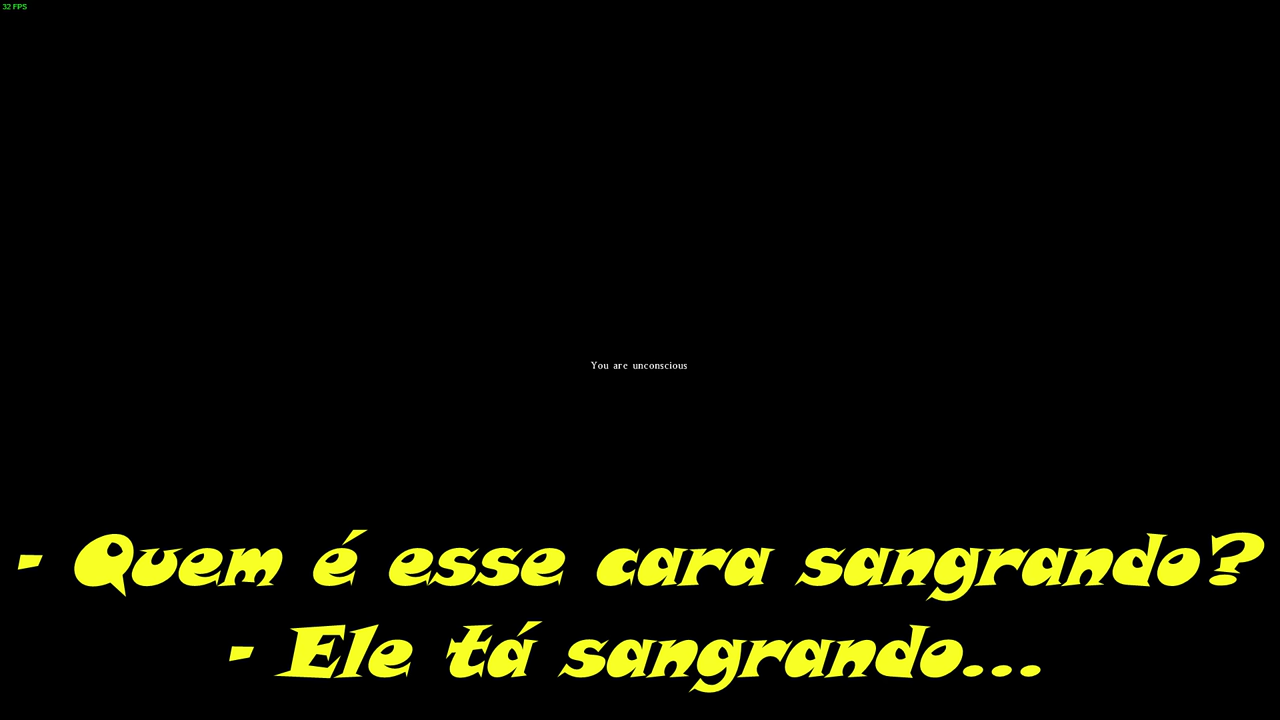 32 FPS
You are unconscious
- Quem é esse cara sangrando?
- Ele tá sangrando...